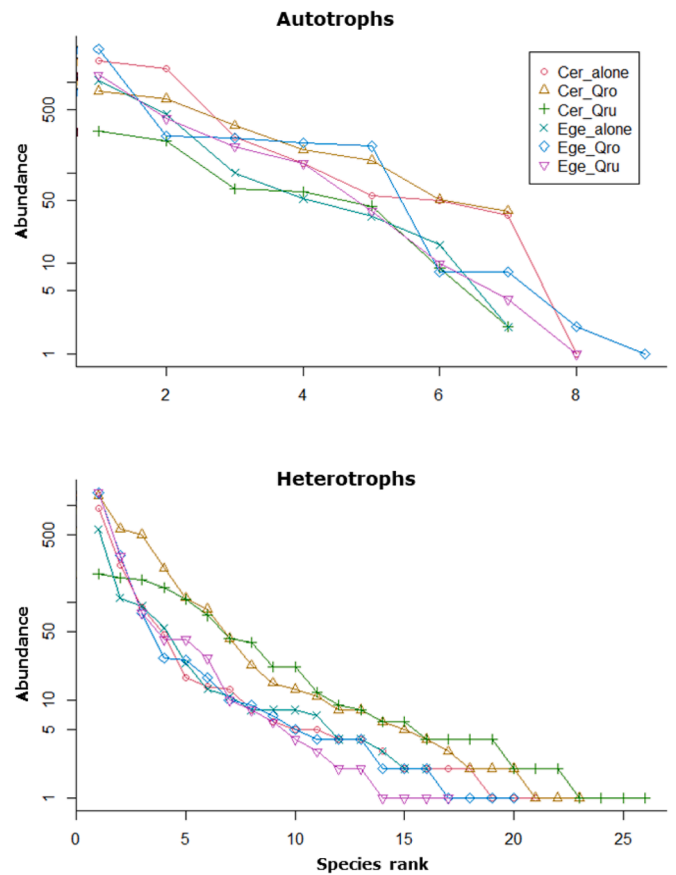 Autotrophs
Cer_alone
Cer_Qro
Cer_Qru
Ege_alone
Ege_Qro
Ege_Qru
Abundance
500
50
10
5
1
2 4 6 8
Heterotrophs
Abundance
500
50
10
5
1
0 5 10 15 20 25
Species rank